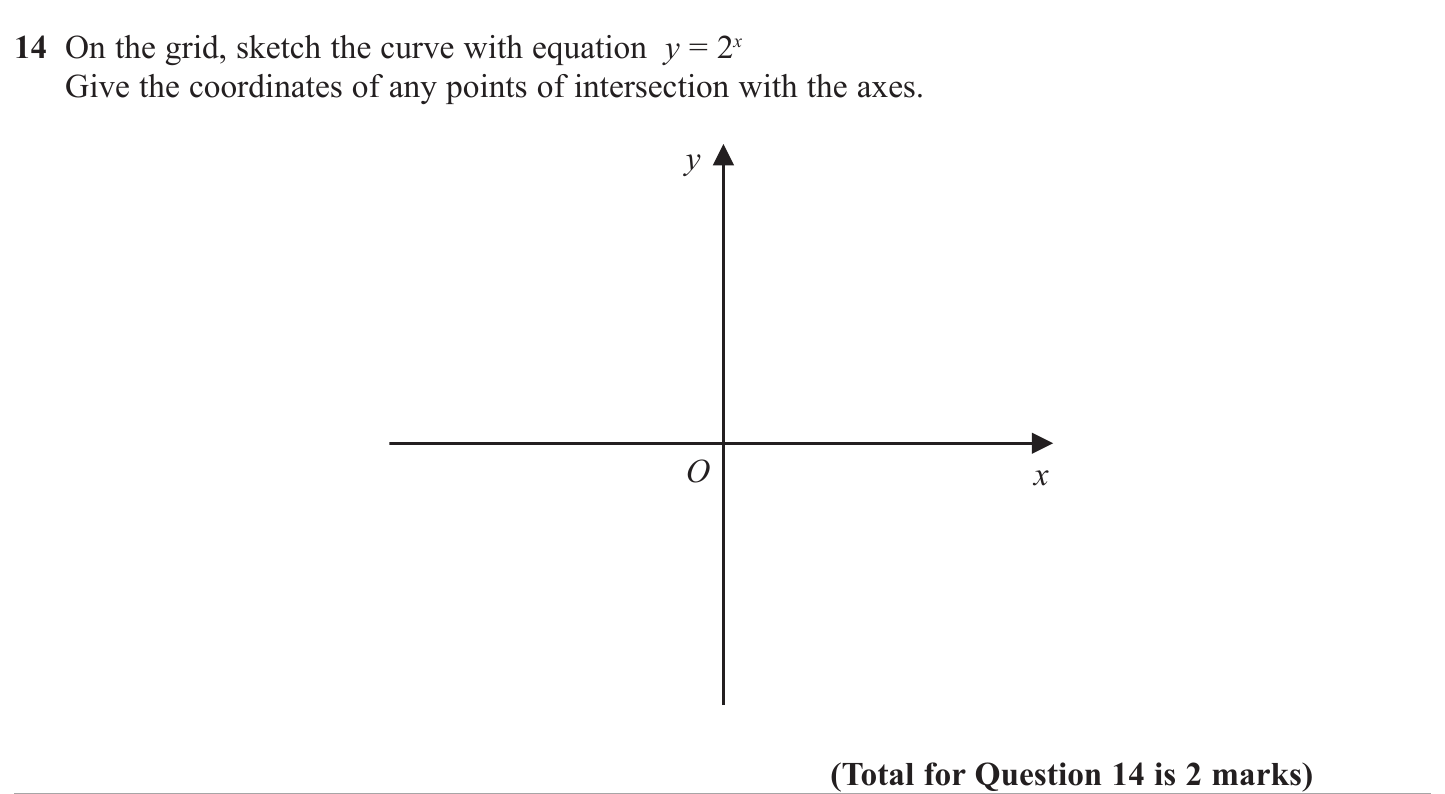 14 On the grid, sketch the curve with equation y = 2ˣ
Give the coordinates of any points of intersection with the axes.
y
O
x
(Total for Question 14 is 2 marks)